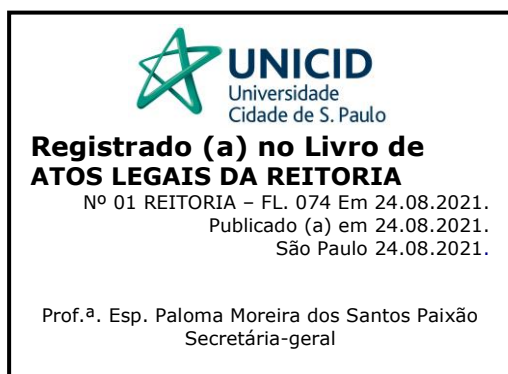 UNICID
Universidade
Cidade de S. Paulo
Registrado (a) no Livro de
ATOS LEGAIS DA REITORIA
Nº 01 REITORIA – FL. 074 Em 24.08.2021.
Publicado (a) em 24.08.2021.
São Paulo 24.08.2021.
Prof.ª. Esp. Paloma Moreira dos Santos Paixão
Secretária-geral